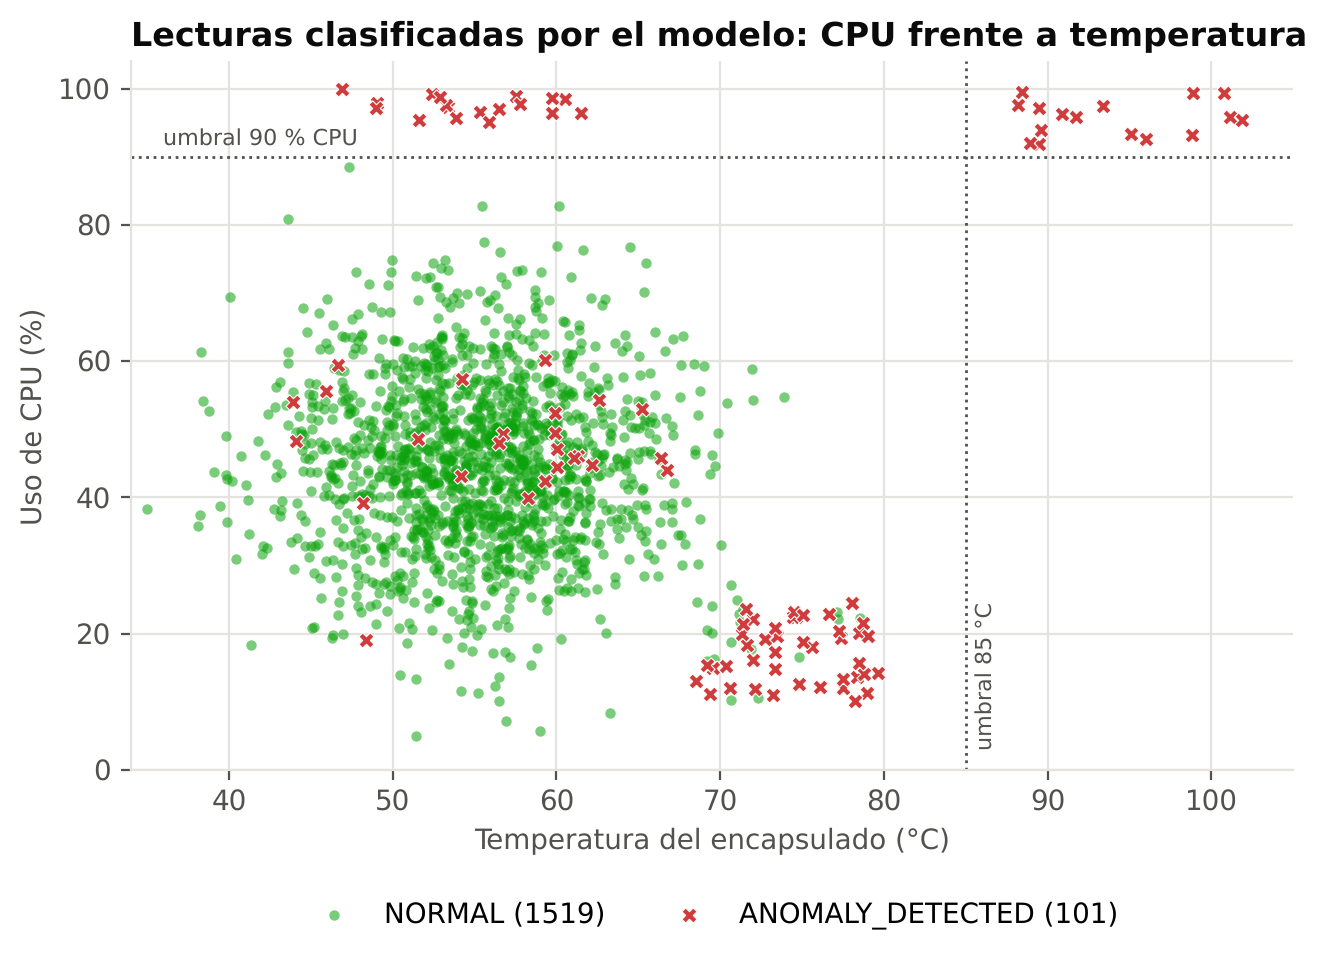 Lecturas clasificadas por el modelo: CPU frente a temperatura
100
80
60
40
20
0
Uso de CPU (%)
umbral 90 % CPU
umbral 85 °C
40
50
60
70
80
90
100
Temperatura del encapsulado (°C)
NORMAL (1519)
ANOMALY_DETECTED (101)